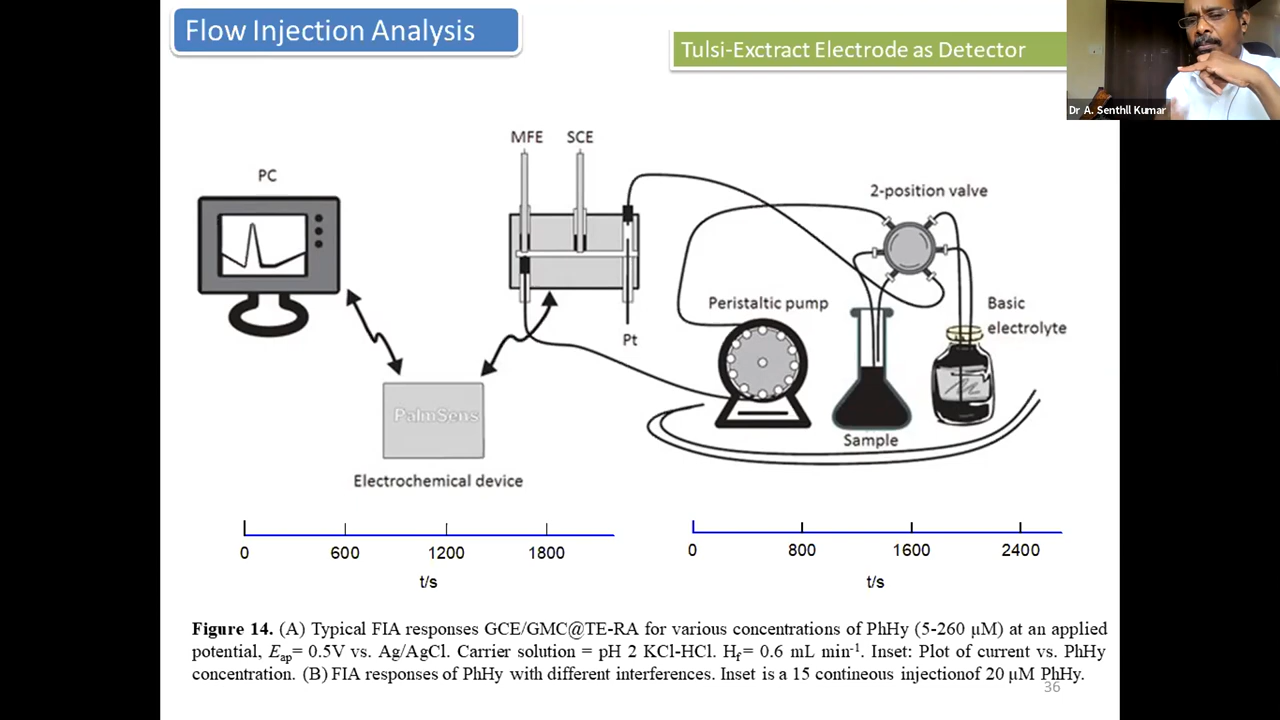 Flow Injection Analysis
Tulsi-Exctract Electrode as Detector
Dr A. Senthll Kumar
MFE SCE
PC
2-position valve
Peristaltic pump
Basic
electrolyte
Pt
PalmSens
Sample
Electrochemical device
0 600 1200 1800
t/s
0 800 1600 2400
t/s
Figure 14. (A) Typical FIA responses GCE/GMC@TE-RA for various concentrations of PhHy (5-260 µM) at an applied
potential, Eap= 0.5V vs. Ag/AgCl. Carrier solution = pH 2 KCl-HCl. Hf= 0.6 mL min-1. Inset: Plot of current vs. PhHy
concentration. (B) FIA responses of PhHy with different interferences. Inset is a 15 contineous injectionof 20 µM PhHy.
36